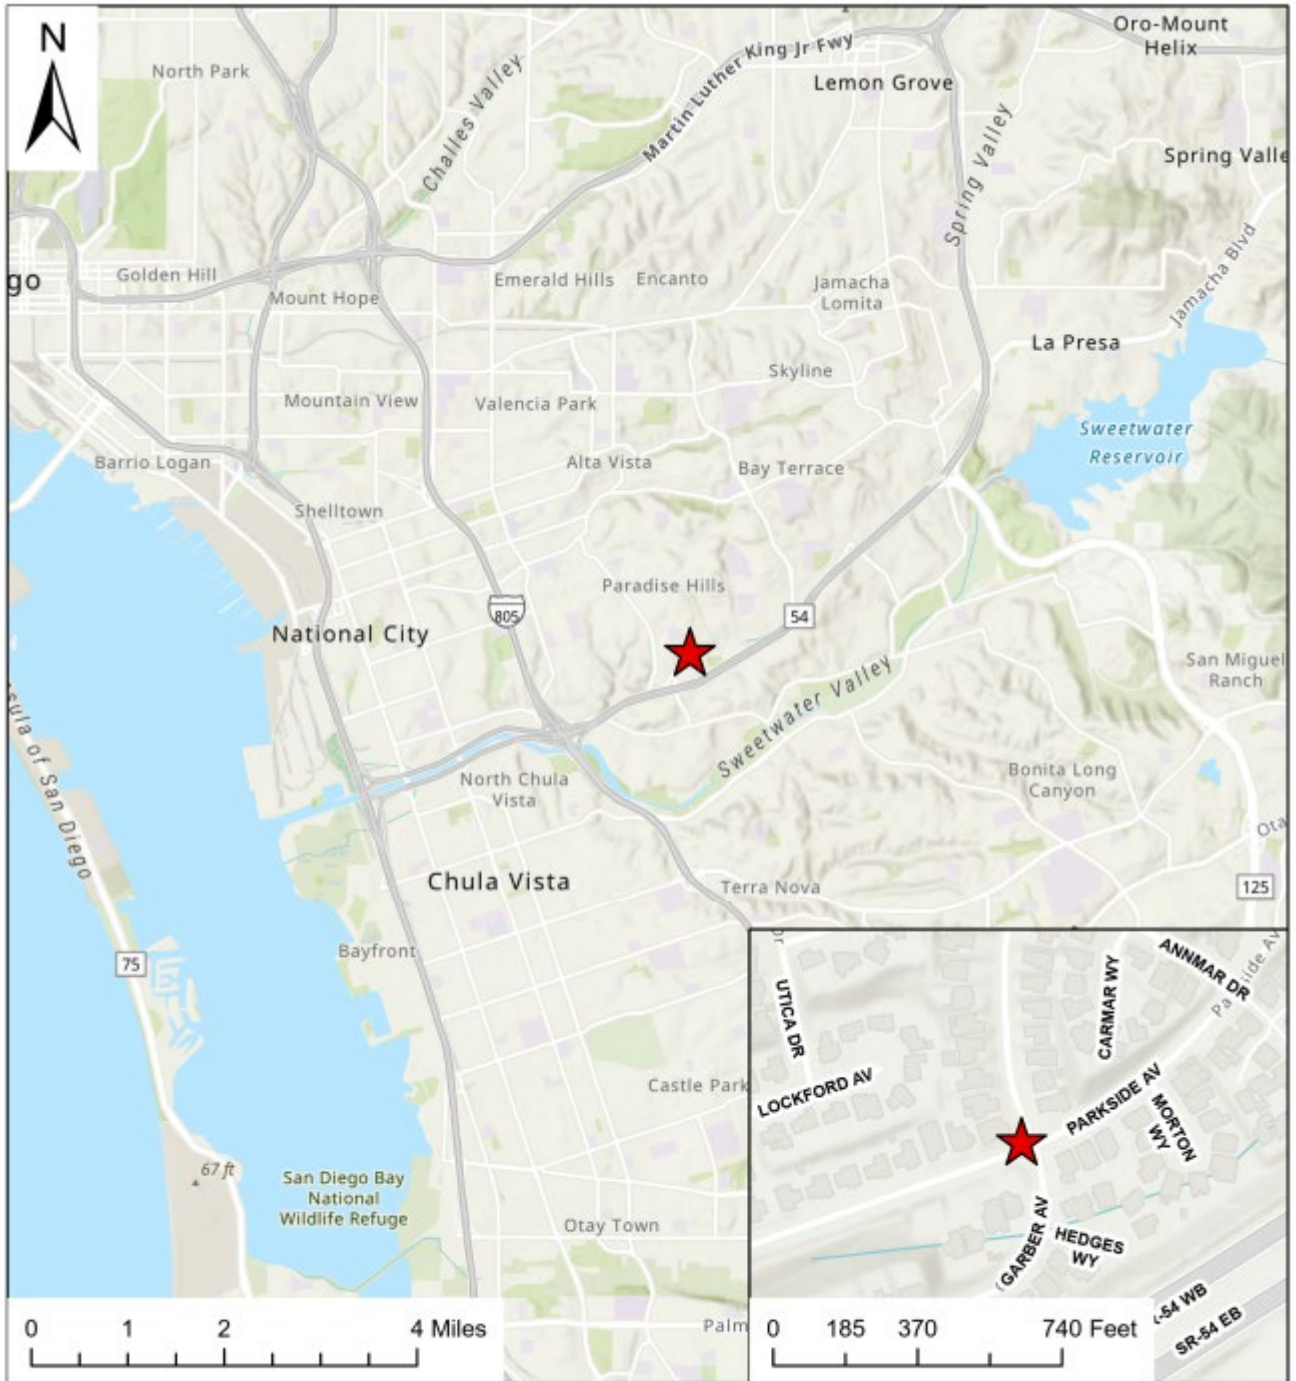 N
North Park
Challes Valley
Martin Luther King Jr Fwy
Oro-Mount
Helix
Lemon Grove
Spring Valley
Spring Valle
go
Golden Hill
Mount Hope
Emerald Hills
Encanto
Jamacha
Lomita
Jamacha Blvd
La Presa
Skyline
Mountain View
Valencia Park
Sweetwater
Reservoir
Barrio Logan
Alta Vista
Bay Terrace
Shelltown
Paradise Hills
805
54
National City
San Miguel
Ranch
Sweetwater Valley
sula of San Diego
North Chula
Vista
Bonita Long
Canyon
Ota
Chula Vista
Terra Nova
125
Bayfront
75
Castle Park
67 ft
San Diego Bay
National
Wildlife Refuge
Otay Town
Palm
0 1 2 4 Miles
Dr
UTICA DR
CARMAR WY
ANNMAR DR
LOCKFORD AV
PARKSIDE AV
MORTON
WY
GARBER AV
HEDGES
WY
-54 WB
SR-54 EB
0 185 370 740 Feet